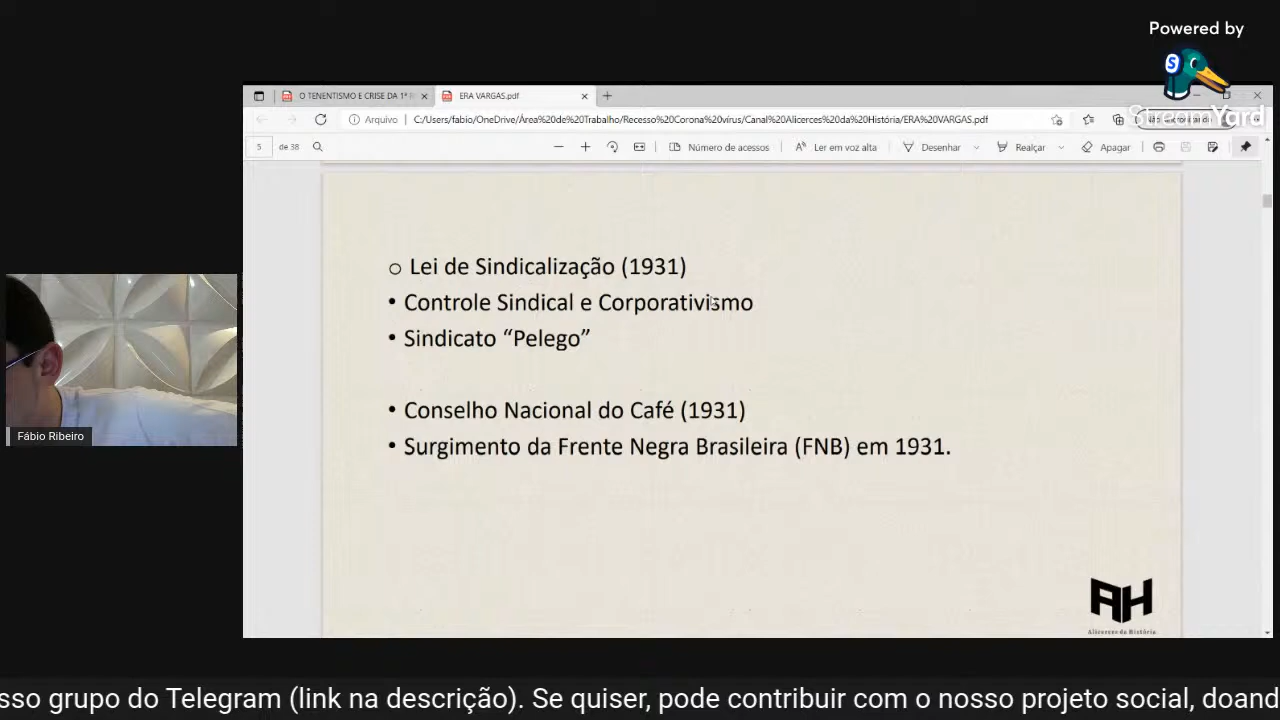 Powered by
StreamYard
O TENENTISMO E CRISE DA 1ª
ERA VARGAS.pdf
Arquivo
C:/Users/fabio/OneDrive/Área%20de%20Trabalho/Recesso%20Corona%20vírus/Canal%20Alicerces%20da%20História/ERA%20VARGAS.pdf
5 de 38
Número de acessos
Ler em voz alta
Desenhar
Realçar
Apagar
Lei de Sindicalização (1931)
• Controle Sindical e Corporativismo
• Sindicato “Pelego”
• Conselho Nacional do Café (1931)
• Surgimento da Frente Negra Brasileira (FNB) em 1931.
Fábio Ribeiro
AH
Alicerces da História
sso grupo do Telegram (link na descrição). Se quiser, pode contribuir com o nosso projeto social, doand